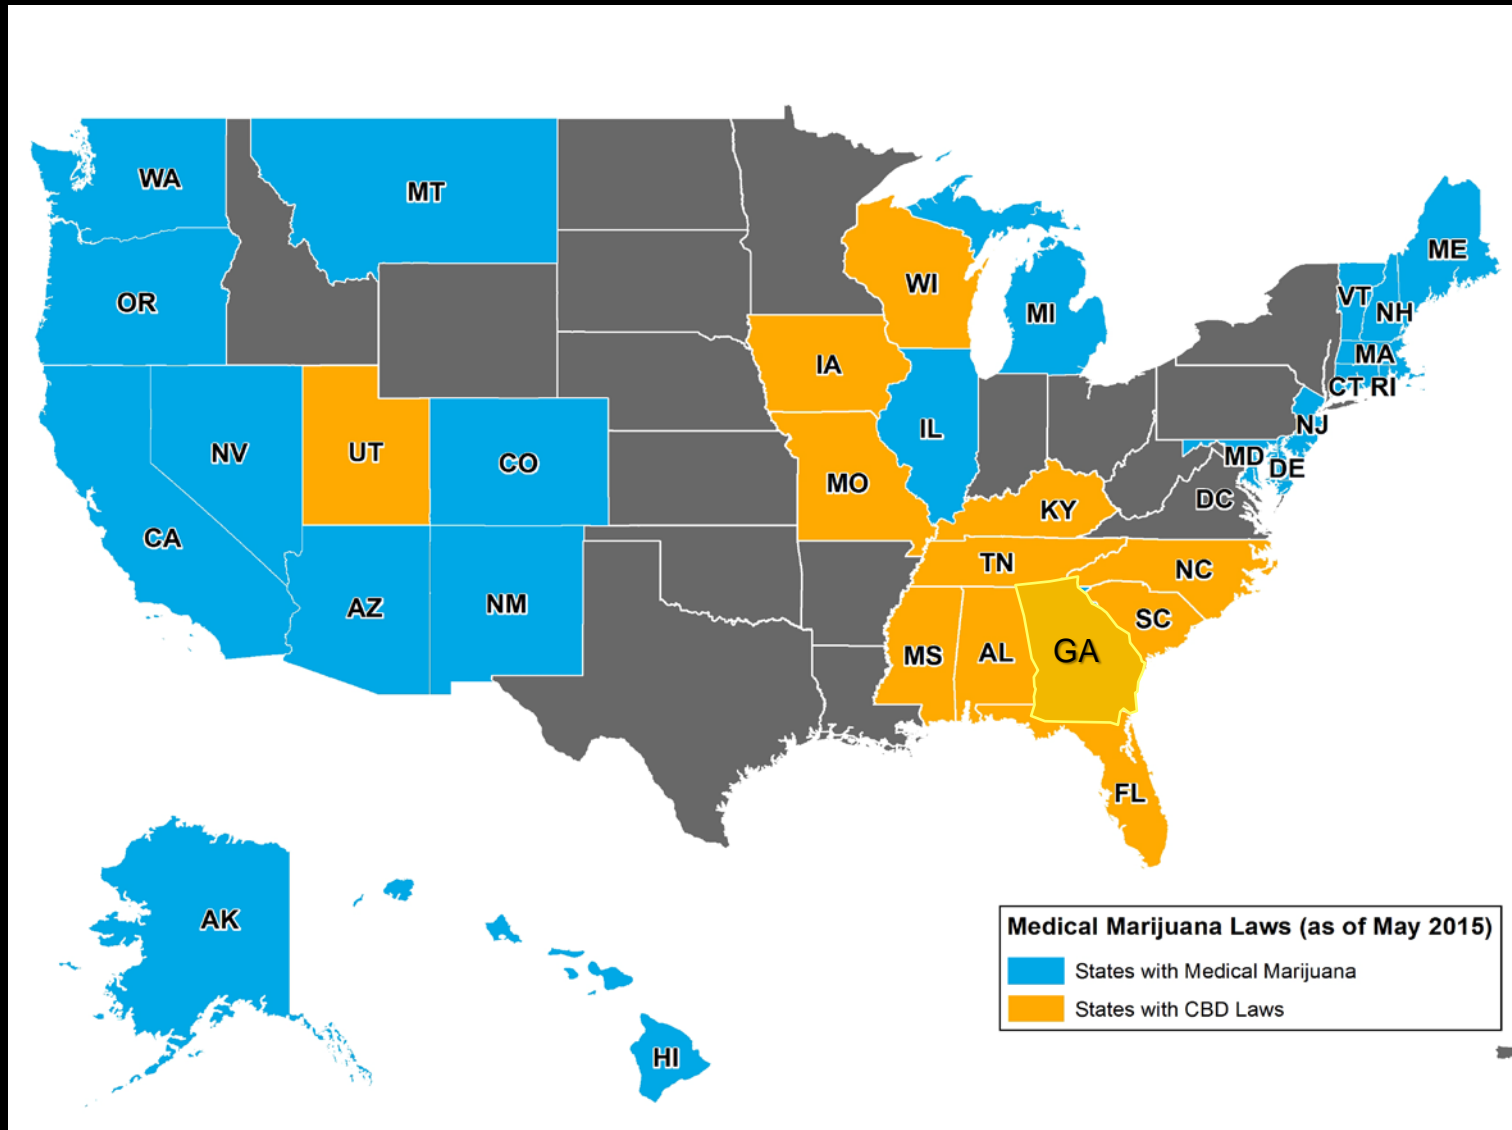 WA
MT
ME
OR
VT
NH
WI
MI
MA
IA
CT RI
IL
NJ
NV
UT
CO
MD
DE
MO
DC
KY
CA
TN
NC
AZ
NM
SC
MS
AL
GA
FL
AK
HI
Medical Marijuana Laws (as of May 2015)
States with Medical Marijuana
States with CBD Laws